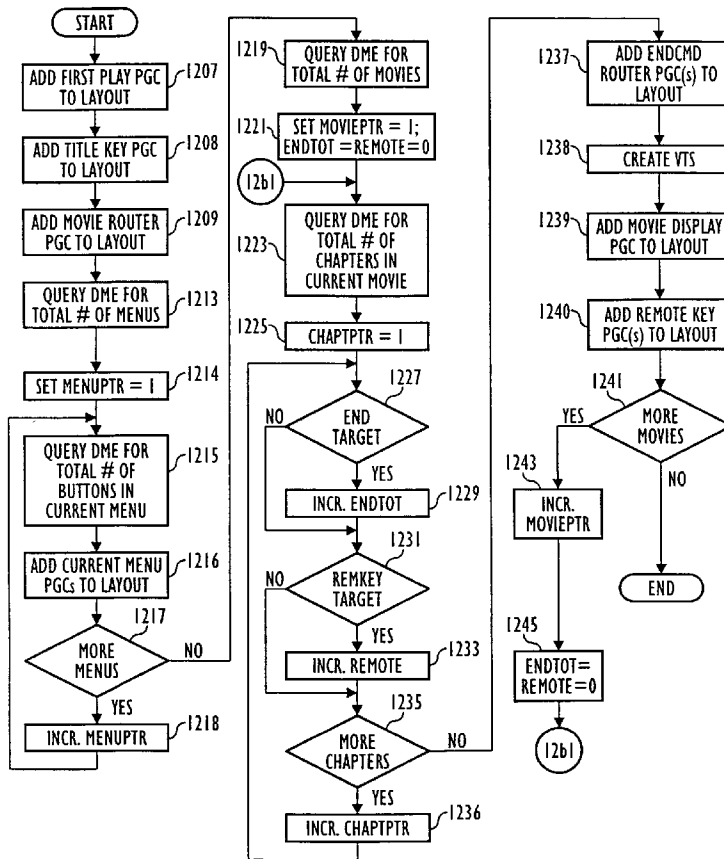 START
ADD FIRST PLAY PGC
TO LAYOUT
1207
ADD TITLE KEY PGC
TO LAYOUT
1208
ADD MOVIE ROUTER
PGC TO LAYOUT
1209
QUERY DME FOR
TOTAL # OF MENUS
1213
SET MENUPTR = 1
1214
QUERY DME FOR
TOTAL # OF
BUTTONS IN
CURRENT MENU
1215
ADD CURRENT MENU
PGCs TO LAYOUT
1216
MORE
MENUS
1217
NO
YES
INCR. MENUPTR
1218
1219
QUERY DME FOR
TOTAL # OF MOVIES
1221
SET MOVIEPTR = 1;
ENDTOT = REMOTE=0
12b1
1223
QUERY DME FOR
TOTAL # OF
CHAPTERS IN
CURRENT MOVIE
1225
CHAPTPTR = 1
1227
NO
END
TARGET
YES
INCR. ENDTOT
1229
1231
NO
REMKEY
TARGET
YES
INCR. REMOTE
1233
1235
MORE
CHAPTERS
NO
YES
INCR. CHAPTPTR
1236
1237
ADD ENDCMD
ROUTER PGC(s) TO
LAYOUT
1238
CREATE VTS
1239
ADD MOVIE DISPLAY
PGC TO LAYOUT
1240
ADD REMOTE KEY
PGC(s) TO LAYOUT
1241
YES
MORE
MOVIES
NO
1243
INCR.
MOVIEPTR
END
1245
ENDTOT=
REMOTE=0
12b1